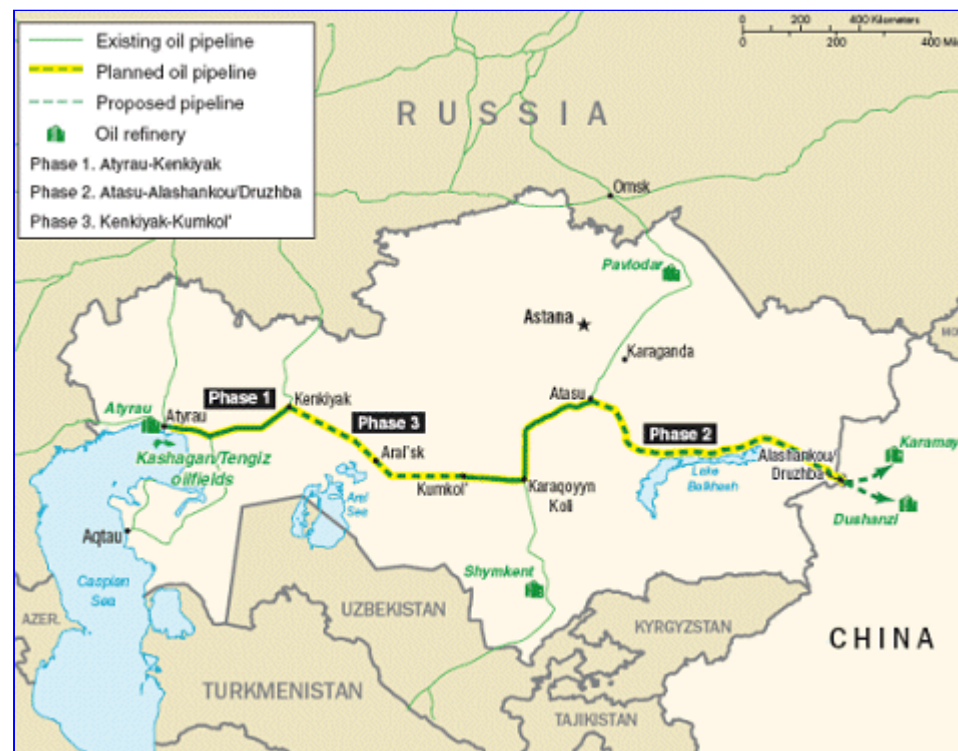 Existing oil pipeline
Planned oil pipeline
Proposed pipeline
Oil refinery
Phase 1. Atyrau-Kenkiyak
Phase 2. Atasu-Alashankou/Druzhba
Phase 3. Kenkiyak-Kumkol'
0 200 400 Kilometers
0 200 400
RUSSIA
Omsk
Pavlodar
Astana
Karaganda
Atasu
Phase 1
Kenkiyak
Atyrau
Atyrau
Phase 3
Phase 2
Kashagan/Tengiz
oilfields
Aral'sk
Kumkol'
Karaqoyyn
Koli
Alashankou/
Druzhba
Karamay
Lake
Balkhash
Aral
Sea
Dushanzi
Aqtau
Caspian
Sea
Shymkent
AZER.
UZBEKISTAN
KYRGYZSTAN
CHINA
TURKMENISTAN
TAJIKISTAN